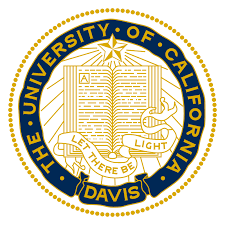 · THE · UNIVERSITY · OF · CALIFORNIA ·
A
LET THERE BE
LIGHT
· DAVIS ·